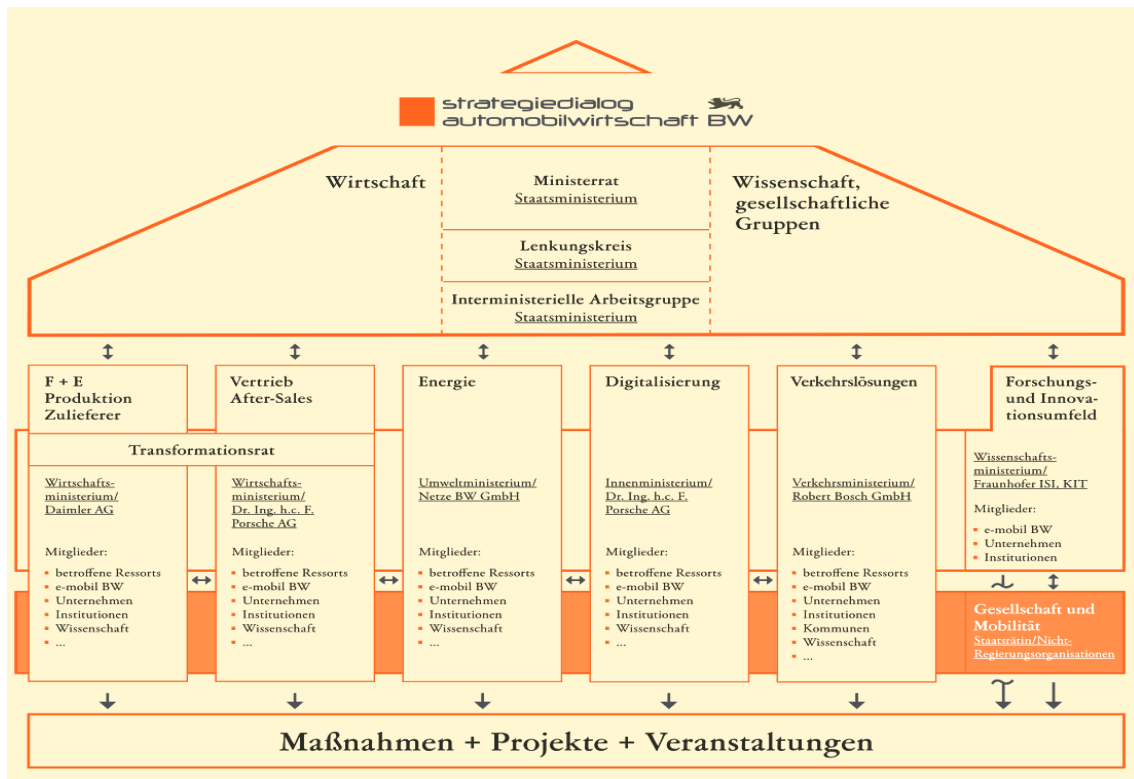 strategiedialog
automobilwirtschaft BW
Wirtschaft
Ministerrat
Staatsministerium
Lenkungskreis
Staatsministerium
Interministerielle Arbeitsgruppe
Staatsministerium
Wissenschaft,
gesellschaftliche
Gruppen
F + E
Produktion
Zulieferer
Vertrieb
After-Sales
Transformationsrat
Wirtschafts-
ministerium/
Daimler AG
Mitglieder:
betroffene Ressorts
e-mobil BW
Unternehmen
Institutionen
Wissenschaft
...
Wirtschafts-
ministerium/
Dr. Ing. h.c. F.
Porsche AG
Mitglieder:
betroffene Ressorts
e-mobil BW
Unternehmen
Institutionen
Wissenschaft
...
Energie
Umweltministerium/
Netze BW GmbH
Mitglieder:
betroffene Ressorts
e-mobil BW
Unternehmen
Institutionen
Wissenschaft
...
Digitalisierung
Innenministerium/
Dr. Ing. h.c. F.
Porsche AG
Mitglieder:
betroffene Ressorts
e-mobil BW
Unternehmen
Institutionen
Wissenschaft
...
Verkehrslösungen
Verkehrsministerium/
Robert Bosch GmbH
Mitglieder:
betroffene Ressorts
e-mobil BW
Unternehmen
Institutionen
Kommunen
Wissenschaft
...
Forschungs-
und Innova-
tionsumfeld
Wissenschafts-
ministerium/
Fraunhofer ISI, KIT
Mitglieder:
e-mobil BW
Unternehmen
Institutionen
Gesellschaft und
Mobilität
Staatsrätin/Nicht-
Regierungsorganisationen
Maßnahmen + Projekte + Veranstaltungen